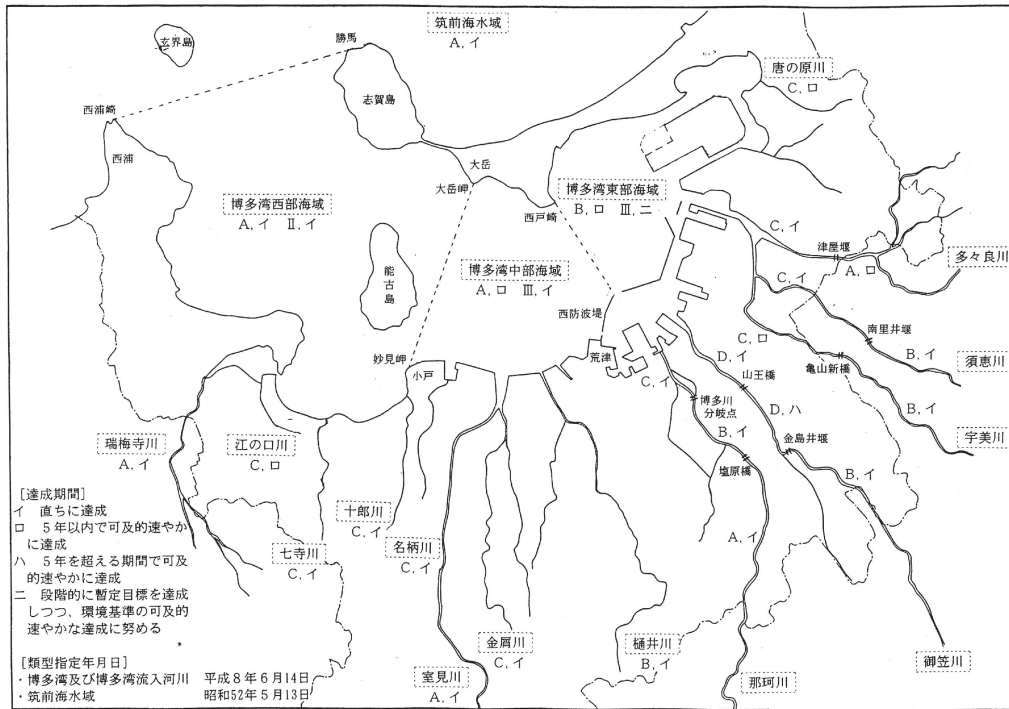 筑前海水域
A, イ
玄界島
勝馬
唐の原川
C, ロ
志賀島
西浦崎
西浦
大岳
大岳岬
博多湾西部海域
A, イ Ⅱ, イ
博多湾東部海域
B, ロ Ⅲ, ニ
西戸崎
C, イ
津屋堰
多々良川
A, ロ
能古島
博多湾中部海域
A, ロ Ⅲ, イ
C, イ
西防波堤
南里井堰
C, ロ
B, イ
須恵川
妙見岬
小戸
荒津
D, イ
亀山新橋
C, イ
山王橋
博多川
分岐点
D, ハ
B, イ
宇美川
瑞梅寺川
A, イ
江の口川
C, ロ
B, イ
金島井堰
塩原橋
B, イ
[達成期間]
イ 直ちに達成
ロ 5年以内で可及的速やか
に達成
ハ 5年を超える期間で可及
的速やかに達成
ニ 段階的に暫定目標を達成
しつつ、環境基準の可及的
速やかな達成に努める
十郎川
C, イ
七寺川
C, イ
名柄川
C, イ
A, イ
金屑川
C, イ
樋井川
B, イ
御笠川
室見川
A, イ
那珂川
[類型指定年月日]
・博多湾及び博多湾流入河川 平成8年6月14日
・筑前海水域 昭和52年5月13日